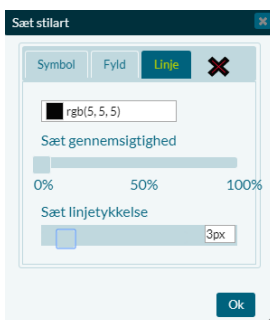 Sæt stilart
Symbol Fyld Linje
rgb(5, 5, 5)
Sæt gennemsigtighed
0% 50% 100%
Sæt linjetykkelse
3px
Ok